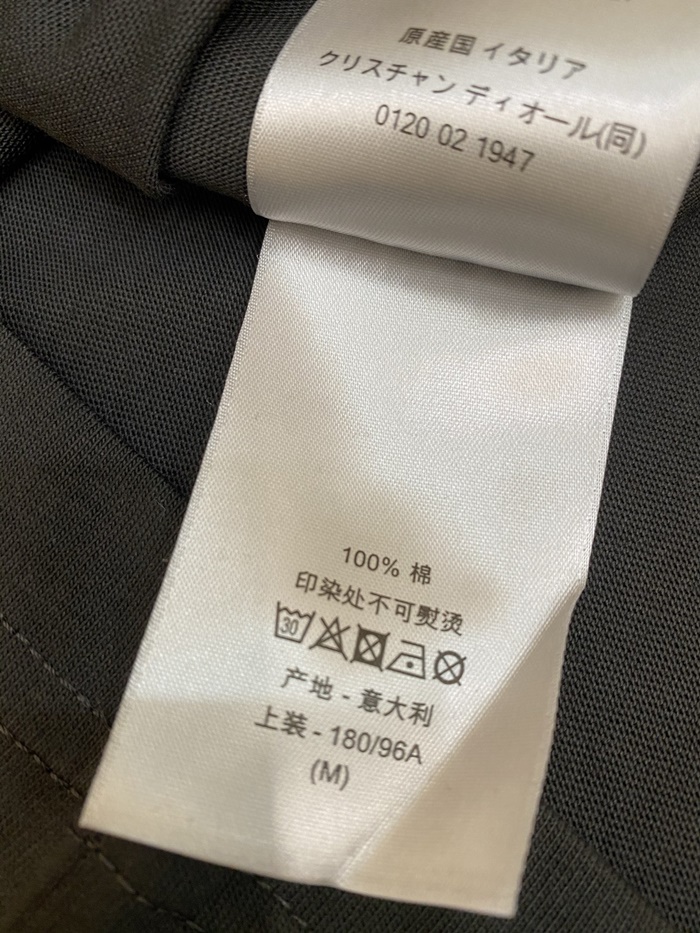 原産国 イタリア
クリスチャン ディオール(同)
0120 02 1947
100% 棉
印染处不可熨烫
30
产地 - 意大利
上装 - 180/96A
(M)